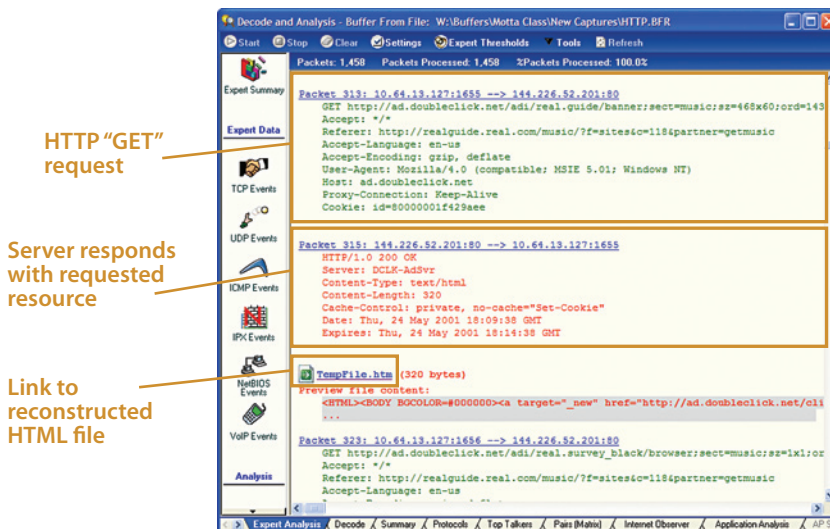 Decode and Analysis - Buffer From File: W:\Buffers\Motta Class\New Captures\HTTP.BFR
Start Stop Clear Settings Expert Thresholds Tools Refresh
Packets: 1,458 Packets Processed: 1,458 %Packets Processed: 100.0%
Expert Summary
Expert Data
TCP Events
UDP Events
ICMP Events
IPX Events
NetBIOS
Events
VoIP Events
Analysis
HTTP “GET”
request
Packet 313: 10.64.13.127:1655 --> 144.226.52.201:80
GET http://ad.doubleclick.net/adi/real.guide/banner;sect=music;sz=468x60;ord=143
Accept: */*
Referer: http://realguide.real.com/music/?f=sites&c=118&partner=getmusic
Accept-Language: en-us
Accept-Encoding: gzip, deflate
User-Agent: Mozilla/4.0 (compatible; MSIE 5.01; Windows NT)
Host: ad.doubleclick.net
Proxy-Connection: Keep-Alive
Cookie: id=80000001f429aee
Server responds
with requested
resource
Packet 315: 144.226.52.201:80 --> 10.64.13.127:1655
HTTP/1.0 200 OK
Server: DCLK-AdSvr
Content-Type: text/html
Content-Length: 320
Cache-Control: private, no-cache="Set-Cookie"
Date: Thu, 24 May 2001 18:09:38 GMT
Expires: Thu, 24 May 2001 18:14:38 GMT
Link to
reconstructed
HTML file
TempFile.htm (320 bytes)
Preview file content:
<HTML><BODY BGCOLOR=#000000><a target="_new" href="http://ad.doubleclick.net/cli
...
Packet 323: 10.64.13.127:1656 --> 144.226.52.201:80
GET http://ad.doubleclick.net/adi/real.survey_black/browser;sect=music;sz=1x1;or
Accept: */*
Referer: http://realguide.real.com/music/?f=sites&c=118&partner=getmusic
Accept-Language: en-us
Expert Analysis Decode Summary Protocols Top Talkers Pairs (Matrix) Internet Observer Application Analysis AP